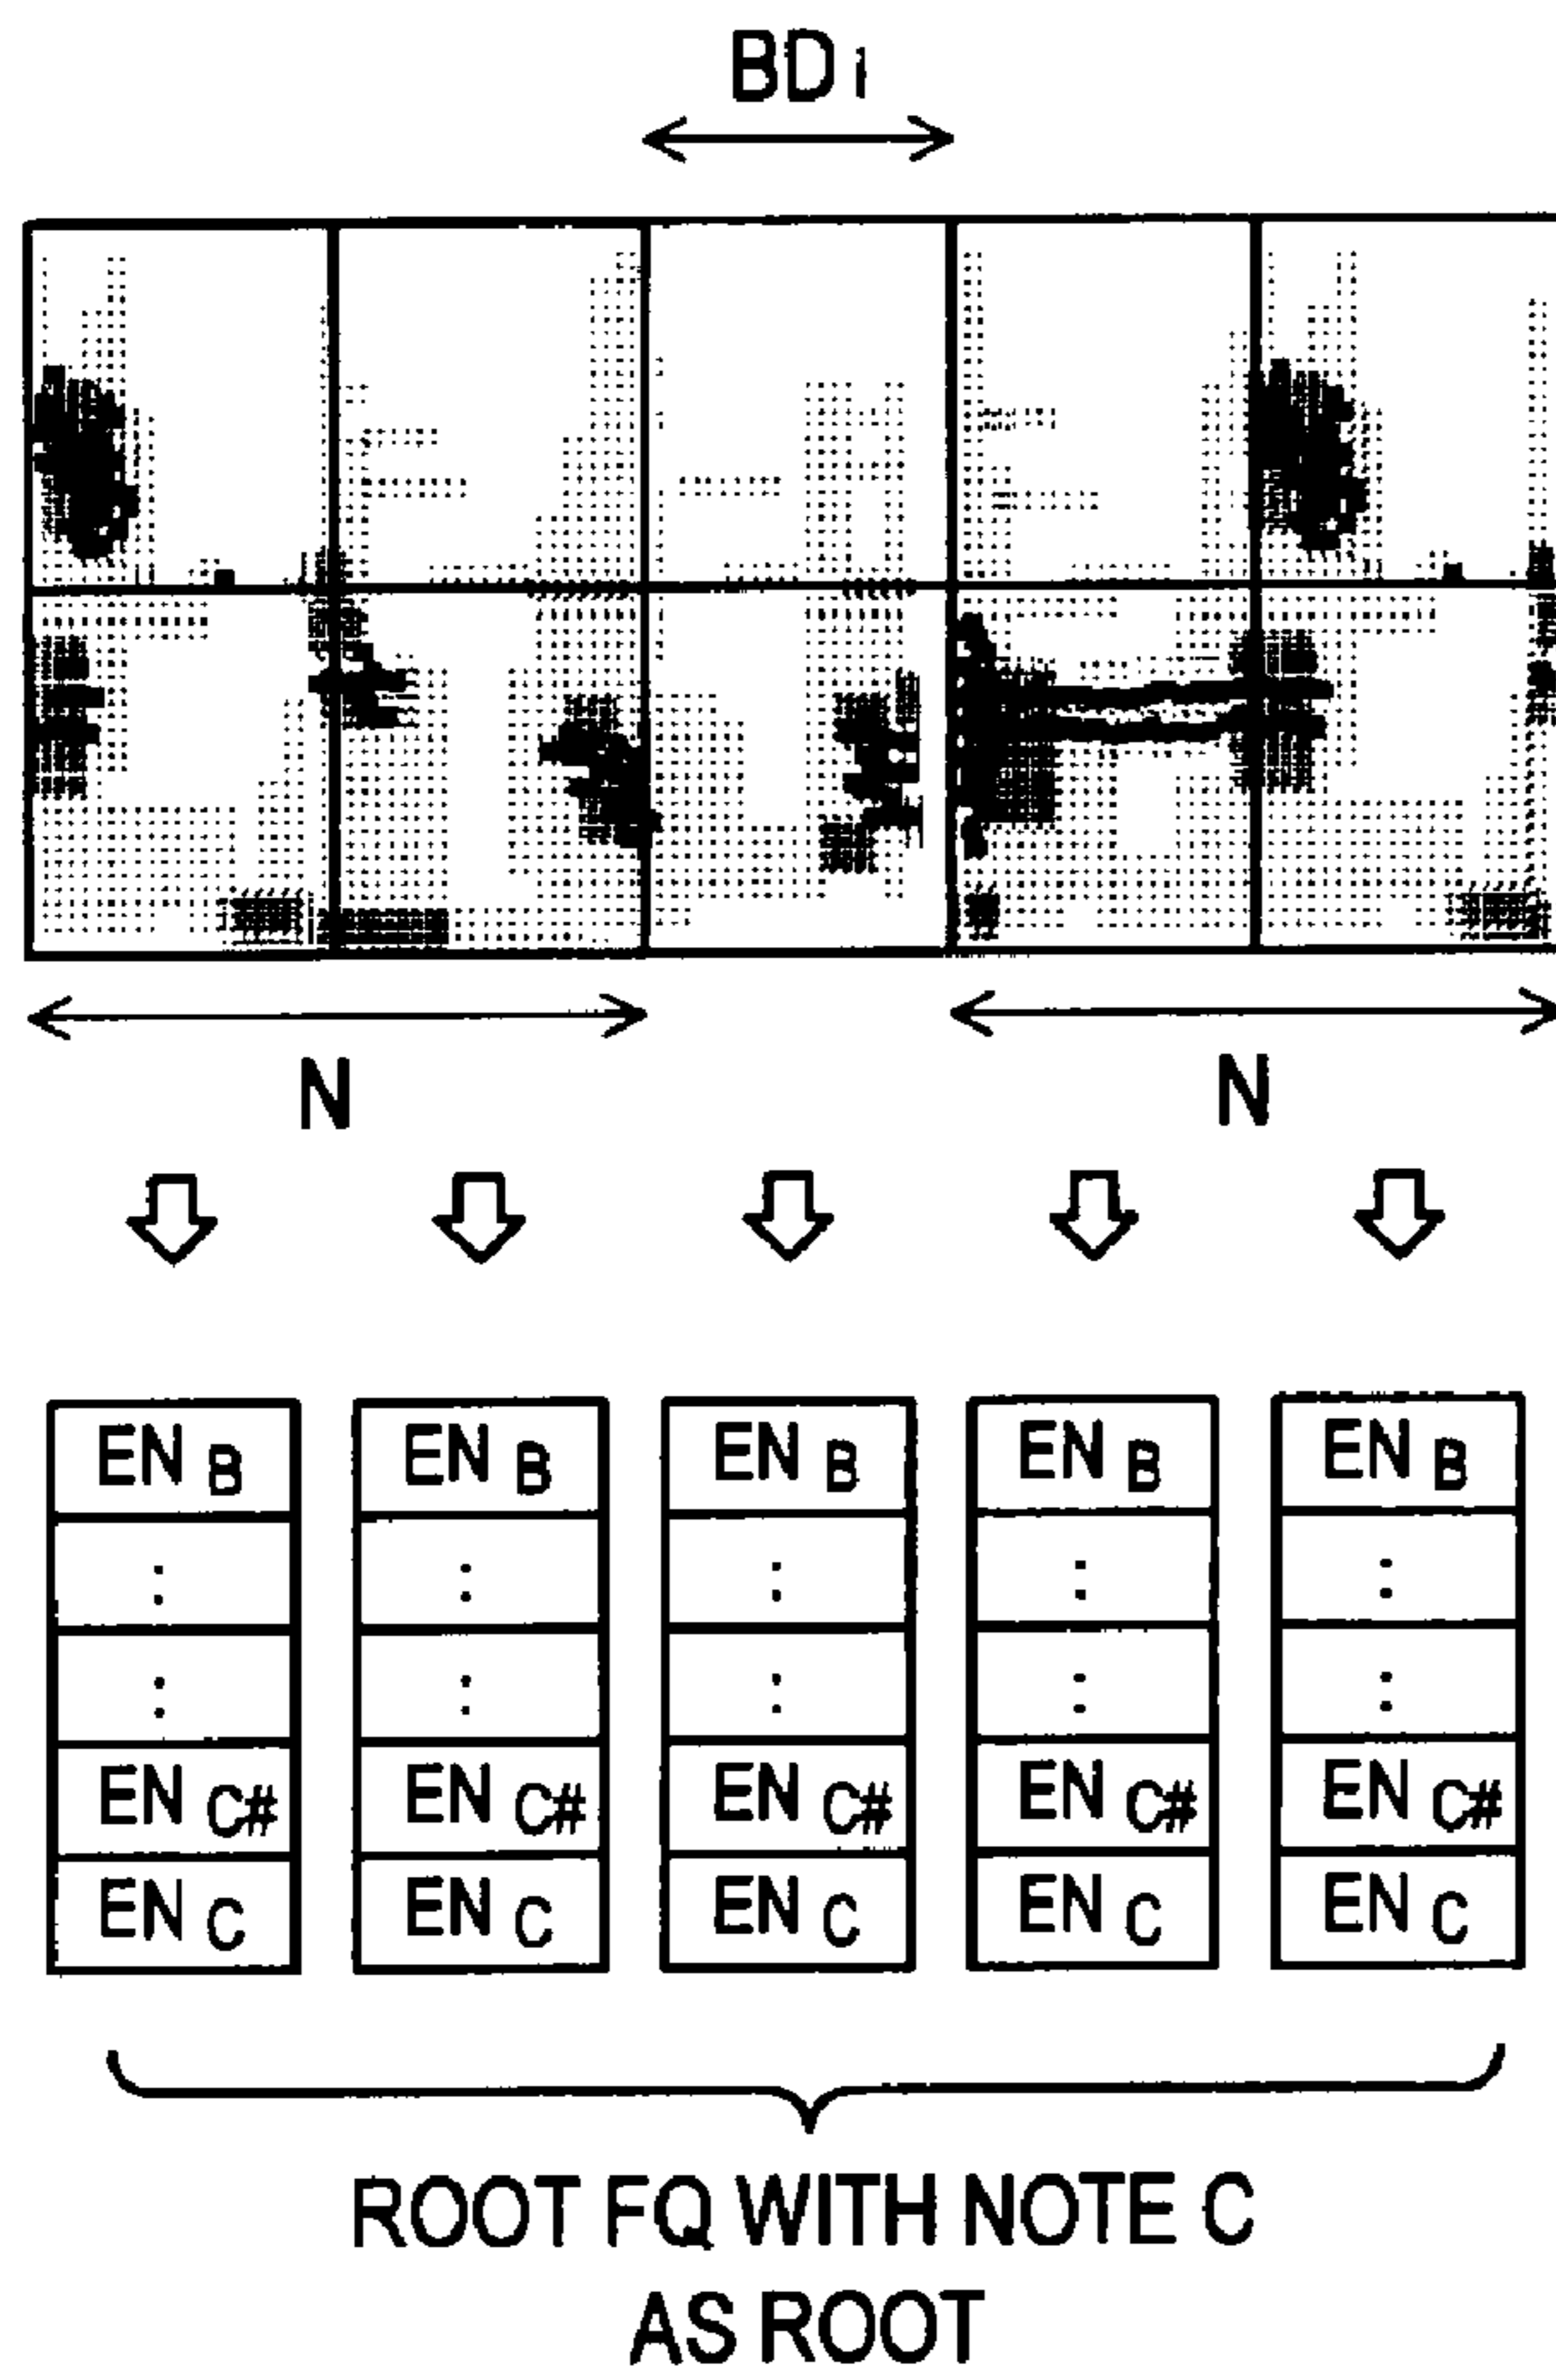 BDi
N N
EN B EN B EN B EN B EN B
: : : : :
: : : : :
EN C# EN C# EN C# EN C# EN C#
EN C EN C EN C EN C EN C
ROOT FQ WITH NOTE C
AS ROOT